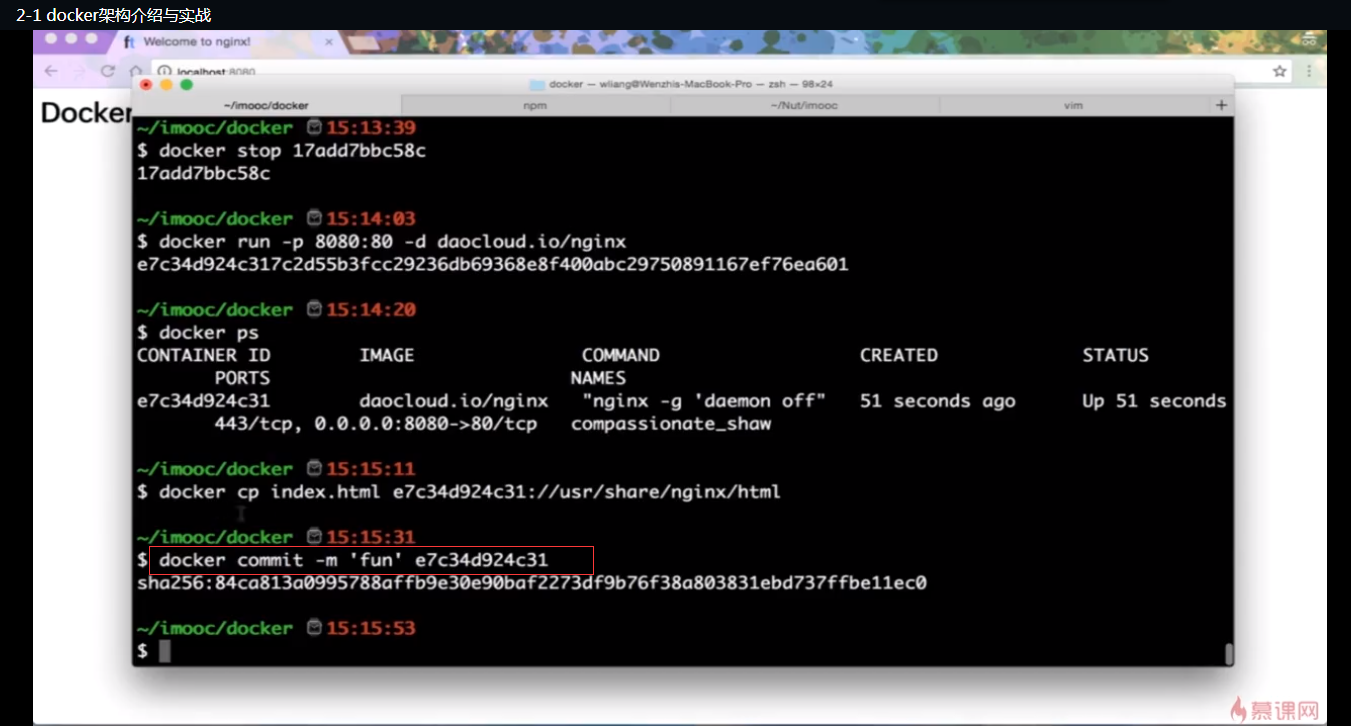 2-1 docker架构介绍与实战
Welcome to nginx!
localhost:8080
Docker
docker — wliang@Wenzhis-MacBook-Pro — zsh — 98×24
~/imooc/docker npm ~/Nut/imooc vim
~/imooc/docker 15:13:39
$ docker stop 17add7bbc58c
17add7bbc58c
~/imooc/docker 15:14:03
$ docker run -p 8080:80 -d daocloud.io/nginx
e7c34d924c317c2d55b3fcc29236db69368e8f400abc29750891167ef76ea601
~/imooc/docker 15:14:20
$ docker ps
CONTAINER ID IMAGE COMMAND CREATED STATUS
PORTS NAMES
e7c34d924c31 daocloud.io/nginx "nginx -g 'daemon off" 51 seconds ago Up 51 seconds
443/tcp, 0.0.0.0:8080->80/tcp compassionate_shaw
~/imooc/docker 15:15:11
$ docker cp index.html e7c34d924c31://usr/share/nginx/html
~/imooc/docker 15:15:31
$ docker commit -m 'fun' e7c34d924c31
sha256:84ca813a0995788affb9e30e90baf2273df9b76f38a803831ebd737ffbe11ec0
~/imooc/docker 15:15:53
$
慕课网